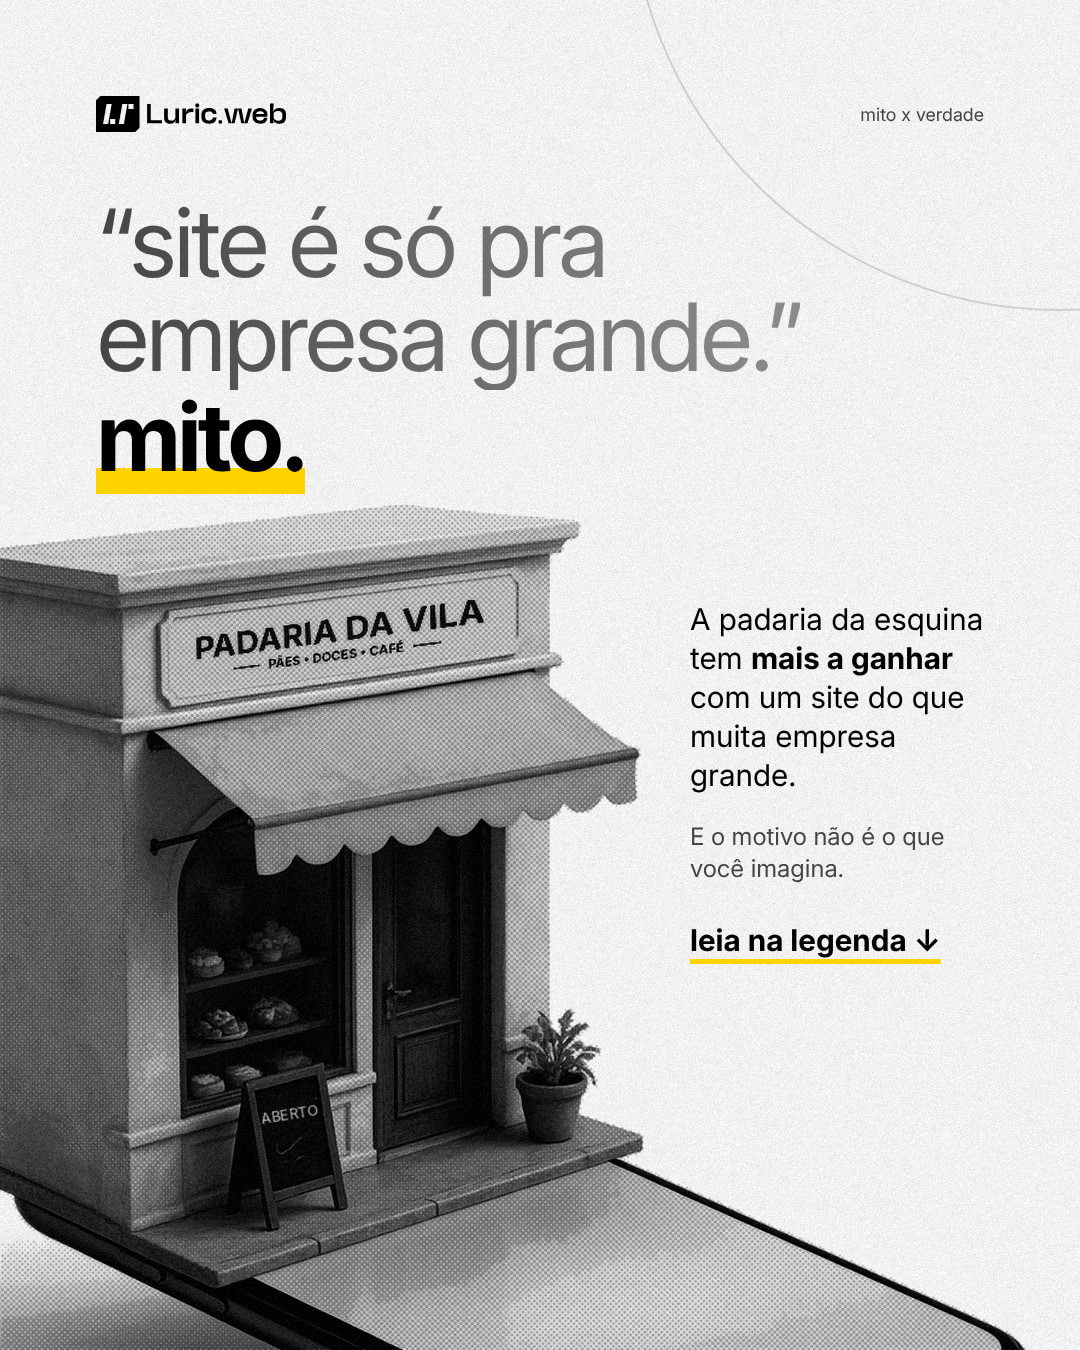 Luric.web
mito x verdade
“site é só pra
empresa grande.”
mito.
PADARIA DA VILA
PÃES • DOCES • CAFÉ
A padaria da esquina
tem mais a ganhar
com um site do que
muita empresa
grande.
E o motivo não é o que
você imagina.
leia na legenda ↓
ABERTO